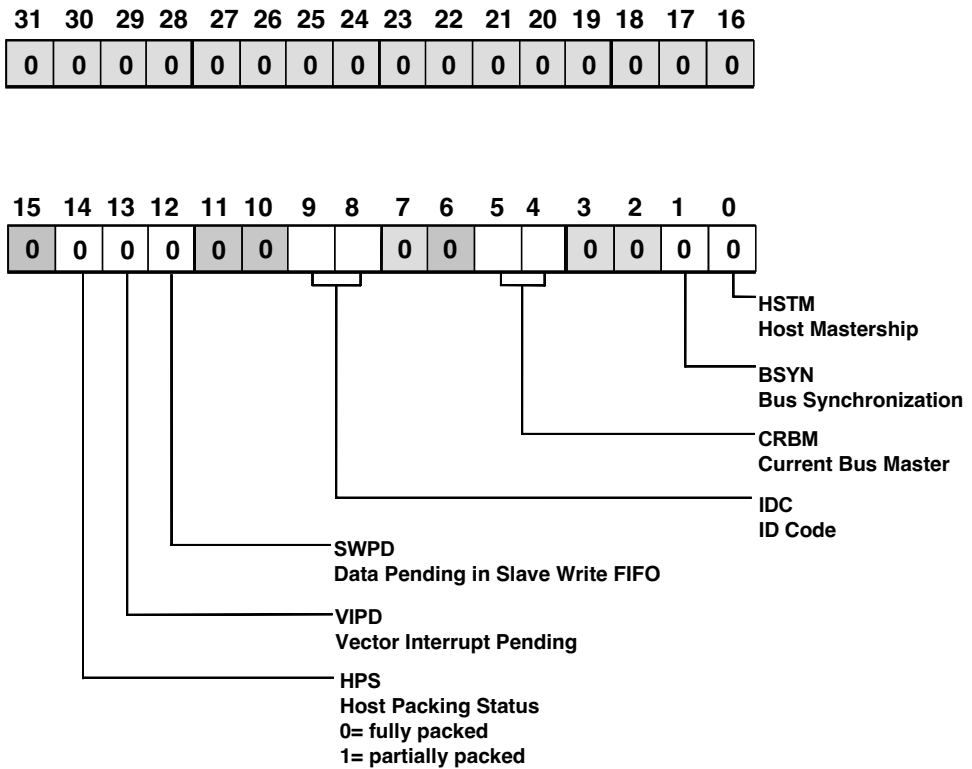 31 30 29 28 27 26 25 24 23 22 21 20 19 18 17 16
0 0 0 0 0 0 0 0 0 0 0 0 0 0 0 0
15 14 13 12 11 10 9 8 7 6 5 4 3 2 1 0
0 0 0 0 0 0 0 0 0 0 0 0
HSTM
Host Mastership
BSYN
Bus Synchronization
CRBM
Current Bus Master
IDC
ID Code
SWPD
Data Pending in Slave Write FIFO
VIPD
Vector Interrupt Pending
HPS
Host Packing Status
0= fully packed
1= partially packed